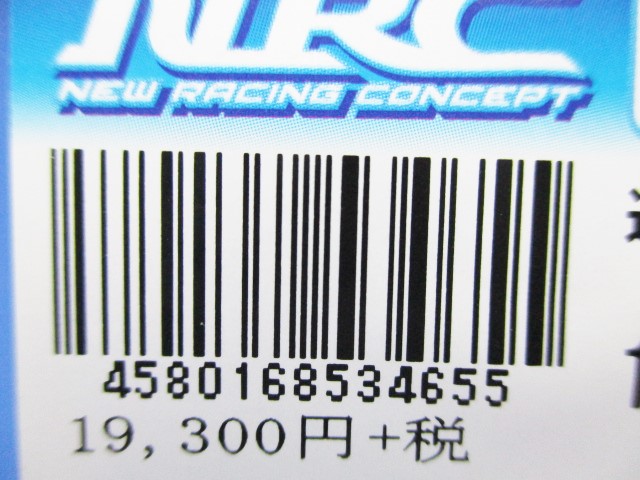 NRC
NEW RACING CONCEPT
4580168534655
19,300円+税